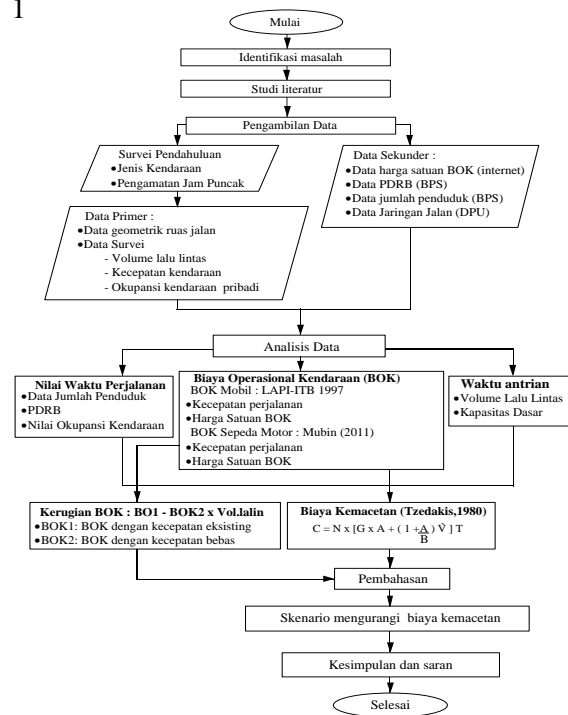 1
Mulai
Identifikasi masalah
Studi literatur
Pengambilan Data
Survei Pendahuluan
•Jenis Kendaraan
•Pengamatan Jam Puncak
Data Sekunder :
•Data harga satuan BOK (internet)
•Data PDRB (BPS)
•Data jumlah penduduk (BPS)
•Data Jaringan Jalan (DPU)
Data Primer :
•Data geometrik ruas jalan
•Data Survei
- Volume lalu lintas
- Kecepatan kendaraan
- Okupansi kendaraan pribadi
Analisis Data
Nilai Waktu Perjalanan
•Data Jumlah Penduduk
•PDRB
•Nilai Okupansi Kendaraan
Biaya Operasional Kendaraan (BOK)
BOK Mobil : LAPI-ITB 1997
•Kecepatan perjalanan
•Harga Satuan BOK
BOK Sepeda Motor : Mubin (2011)
•Kecepatan perjalanan
•Harga Satuan BOK
Waktu antrian
•Volume Lalu Lintas
•Kapasitas Dasar
Kerugian BOK : BO1 - BOK2 x Vol.lalin
•BOK1: BOK dengan kecepatan eksisting
•BOK2: BOK dengan kecepatan bebas
Biaya Kemacetan (Tzedakis,1980)
C = N x [G x A + ( 1 +A/B ) V̂ ] T
Pembahasan
Skenario mengurangi biaya kemacetan
Kesimpulan dan saran
Selesai